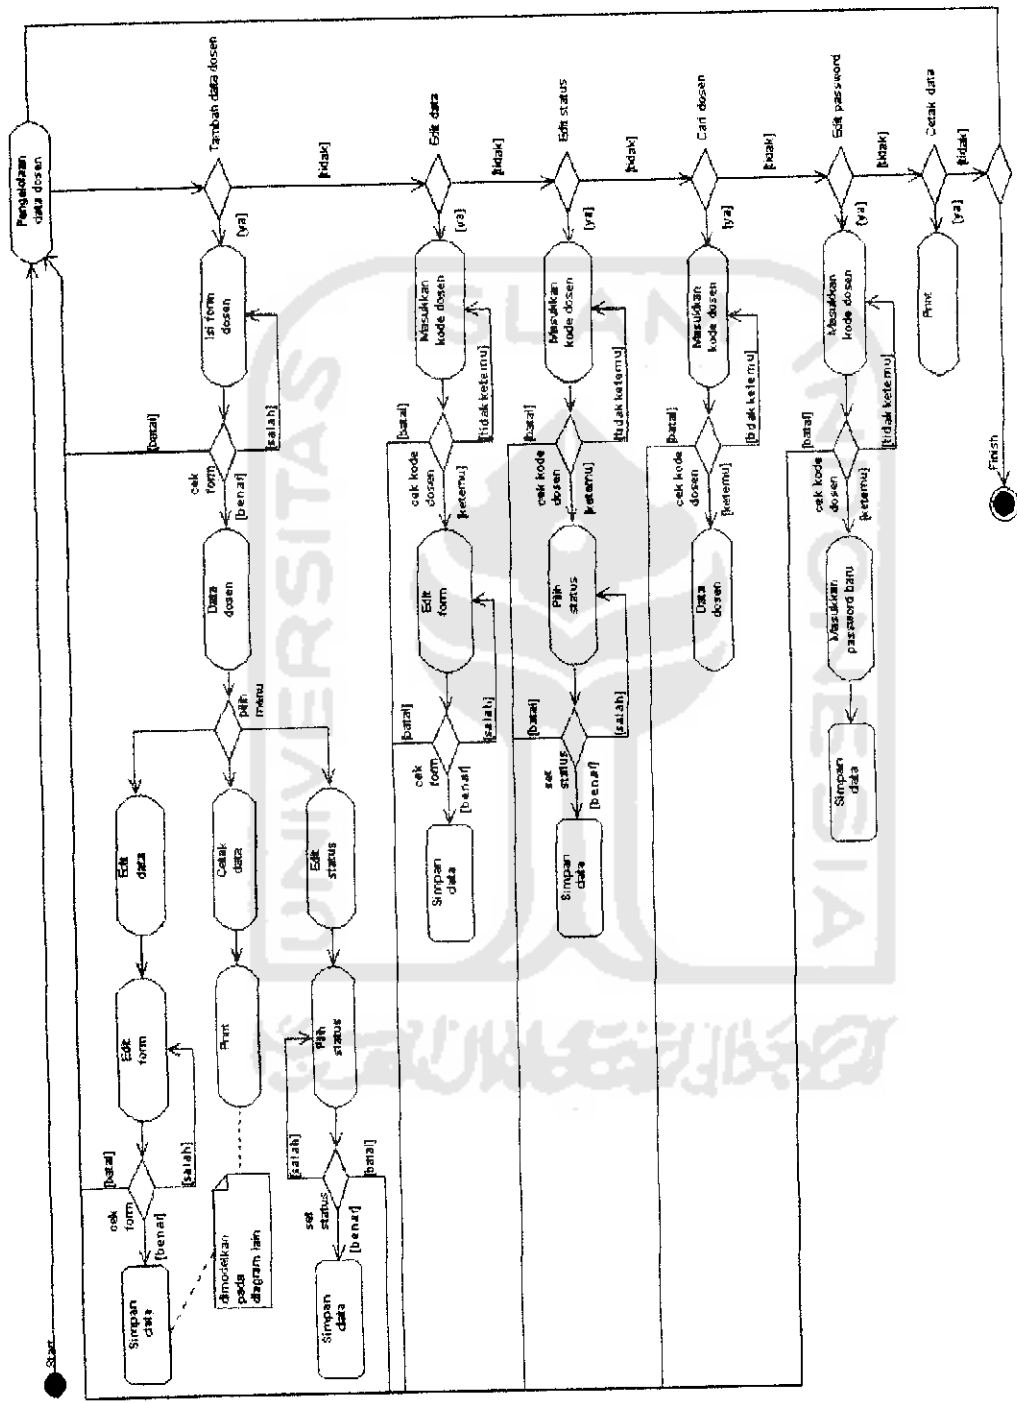 Start
Pengelolaan
data dosen
Tambah data dosen
[tidak]
[ya]
Isi form
dosen
[batal]
[salah]
cek
form
[benar]
Data
dosen
pilih
menu
Edit
data
Edit
form
[batal]
[salah]
cek
form
[benar]
Simpan
data
Cetak
data
Print
dimodelkan
pada
diagram lain
Edit
status
Pilih
status
[salah]
[batal]
set
status
[benar]
Simpan
data
Edit data
[tidak]
[ya]
Masukkan
kode dosen
[batal]
[tidak ketemu]
cek kode
dosen
[ketemu]
Edit
form
[batal]
[salah]
cek
form
[benar]
Simpan
data
Edit status
[tidak]
[ya]
Masukkan
kode dosen
[batal]
[tidak ketemu]
cek kode
dosen
[ketemu]
Pilih
status
[batal]
[salah]
set
status
[benar]
Simpan
data
Cari dosen
[tidak]
[ya]
Masukkan
kode dosen
[batal]
[tidak ketemu]
cek kode
dosen
[ketemu]
Data
dosen
Edit password
[tidak]
[ya]
Masukkan
kode dosen
[batal]
[tidak ketemu]
cek kode
dosen
[ketemu]
Masukkan
password baru
Simpan
data
Cetak data
[tidak]
[ya]
Print
Finish
UNIVERSITAS
ISLAM
INDONESIA